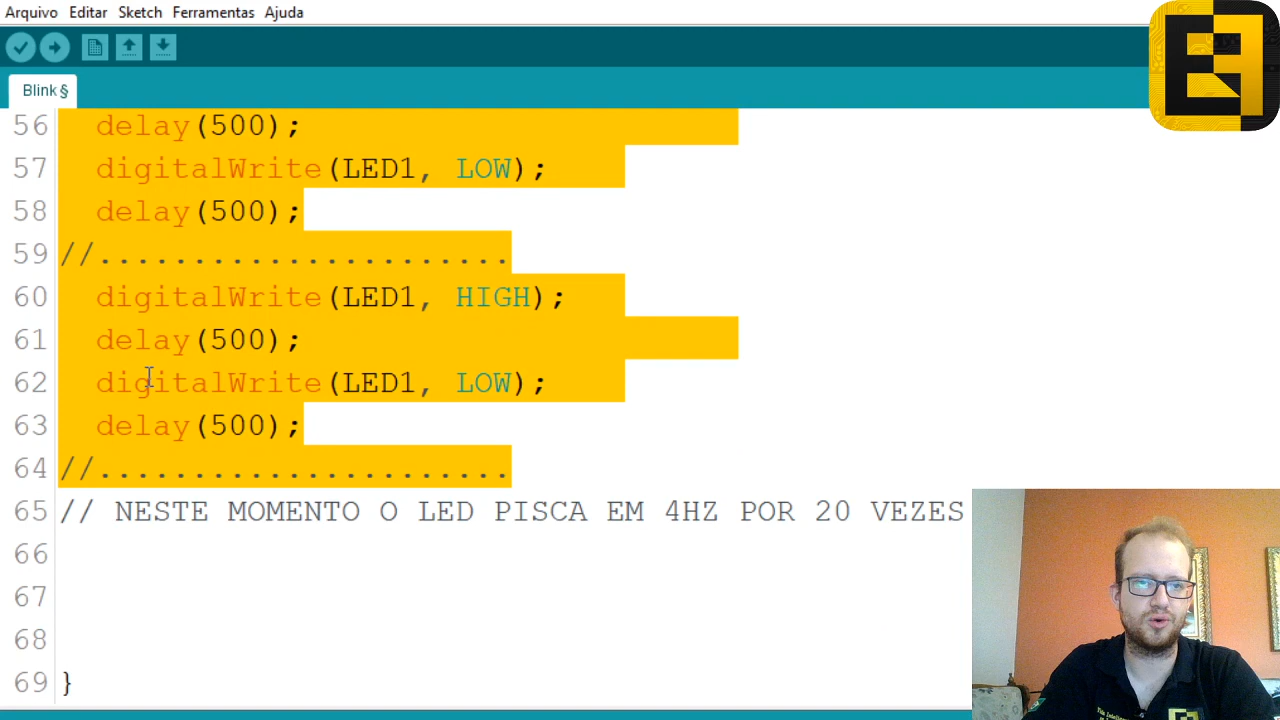 Arquivo Editar Sketch Ferramentas Ajuda
Blink §
56 delay(500);
57 digitalWrite(LED1, LOW);
58 delay(500);
59 //......................
60 digitalWrite(LED1, HIGH);
61 delay(500);
62 digitalWrite(LED1, LOW);
63 delay(500);
64 //......................
65 // NESTE MOMENTO O LED PISCA EM 4HZ POR 20 VEZES
66
67
68
69 }